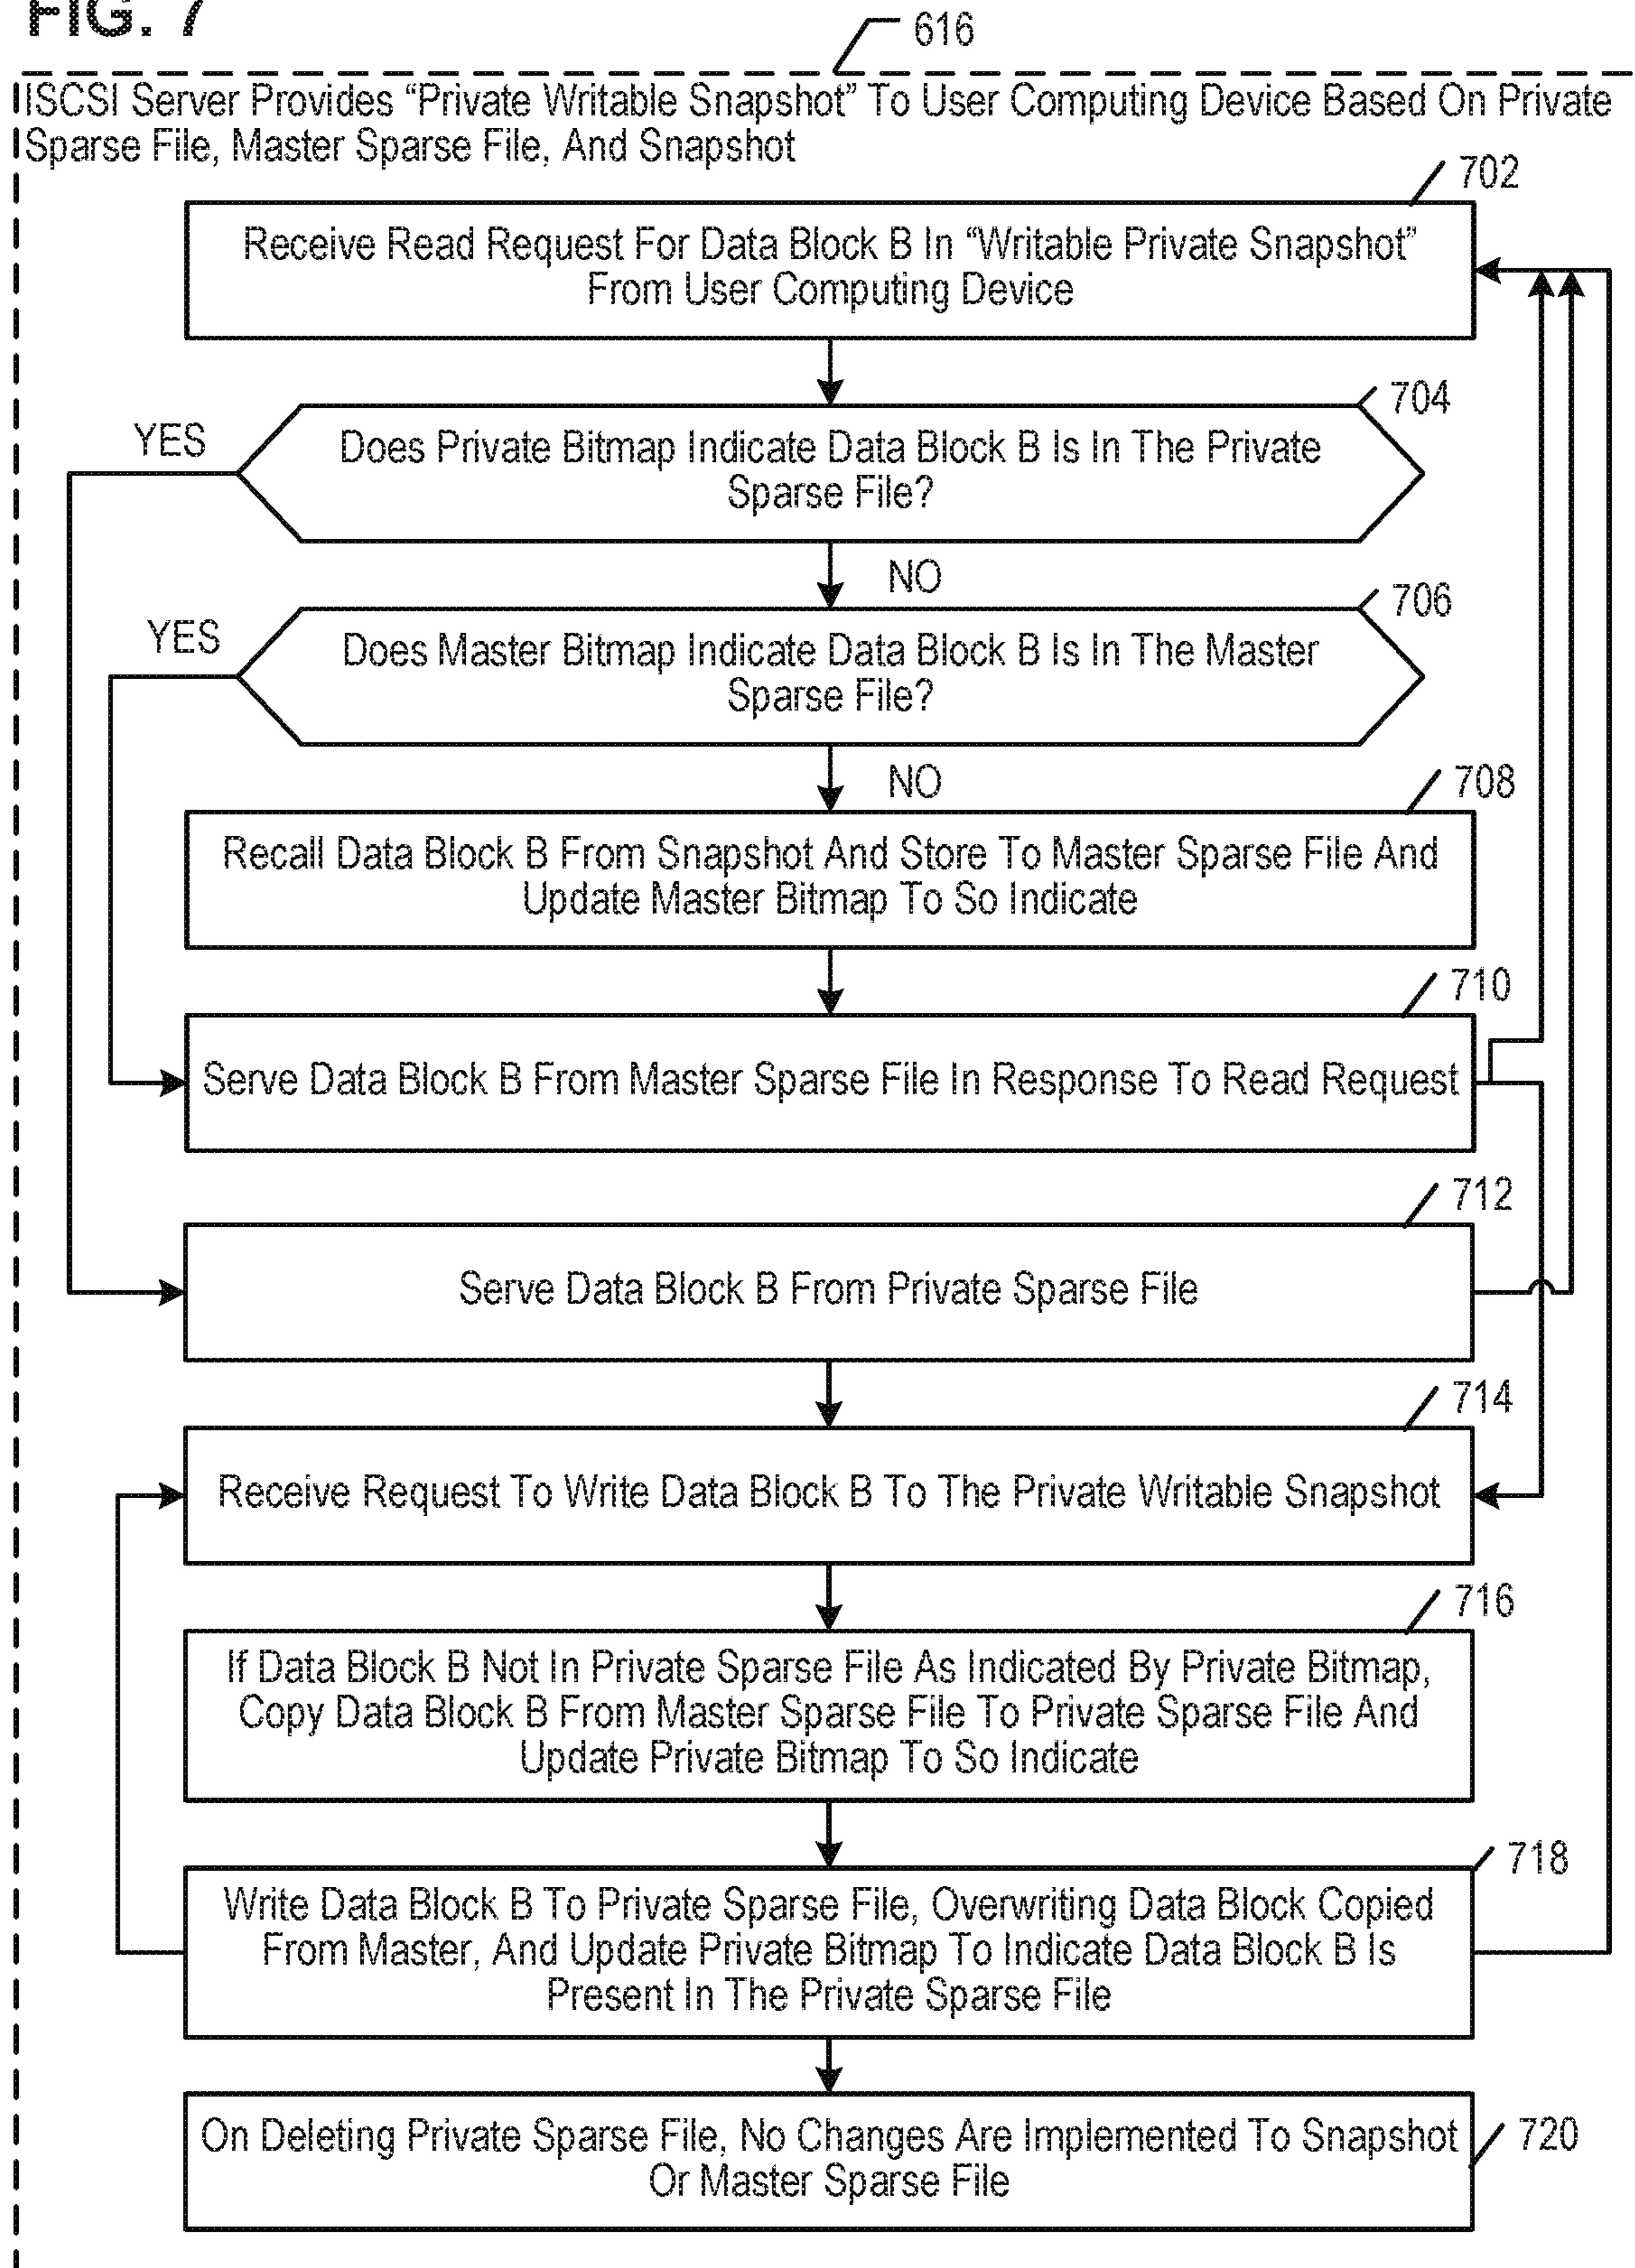 FIG. 7
616
ISCSI Server Provides “Private Writable Snapshot” To User Computing Device Based On Private
Sparse File, Master Sparse File, And Snapshot
702
Receive Read Request For Data Block B In “Writable Private Snapshot”
From User Computing Device
704
YES
Does Private Bitmap Indicate Data Block B Is In The Private
Sparse File?
NO
706
YES
Does Master Bitmap Indicate Data Block B Is In The Master
Sparse File?
NO
708
Recall Data Block B From Snapshot And Store To Master Sparse File And
Update Master Bitmap To So Indicate
710
Serve Data Block B From Master Sparse File In Response To Read Request
712
Serve Data Block B From Private Sparse File
714
Receive Request To Write Data Block B To The Private Writable Snapshot
716
If Data Block B Not In Private Sparse File As Indicated By Private Bitmap,
Copy Data Block B From Master Sparse File To Private Sparse File And
Update Private Bitmap To So Indicate
718
Write Data Block B To Private Sparse File, Overwriting Data Block Copied
From Master, And Update Private Bitmap To Indicate Data Block B Is
Present In The Private Sparse File
On Deleting Private Sparse File, No Changes Are Implemented To Snapshot
Or Master Sparse File
720